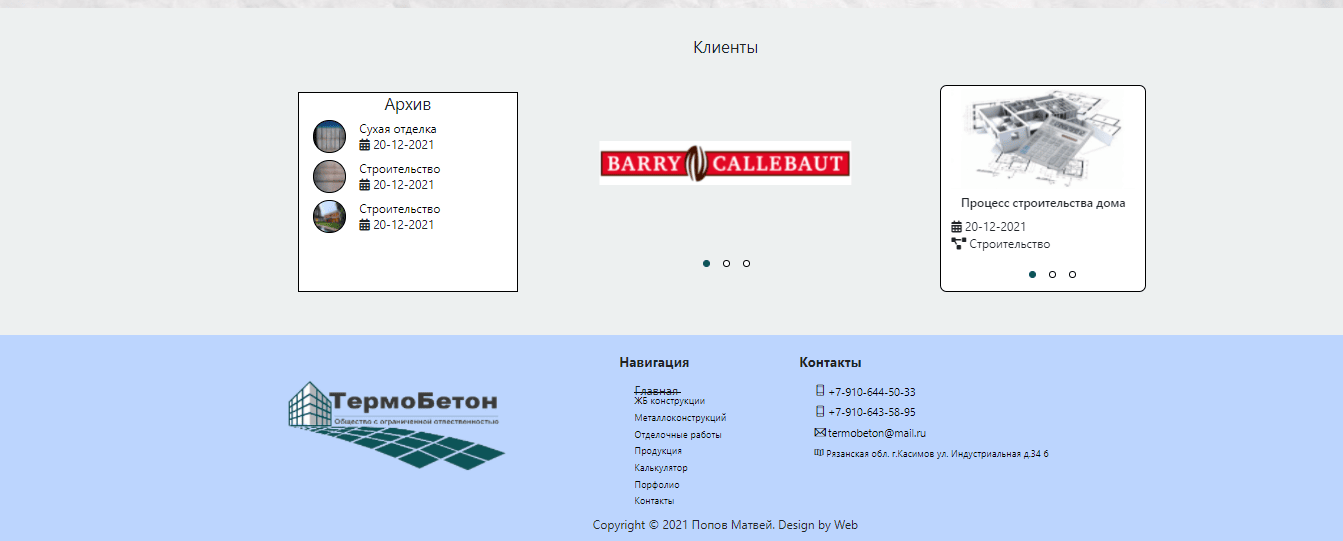 Клиенты
Архив
Сухая отделка
20-12-2021
Строительство
20-12-2021
Строительство
20-12-2021
BARRY CALLEBAUT
Процесс строительства дома
20-12-2021
Строительство
ТермоБетон
Общество с ограниченной ответственностью
Навигация
Главная
ЖБ конструкции
Металлоконструкций
Отделочные работы
Продукция
Калькулятор
Порфолио
Контакты
Контакты
+7-910-644-50-33
+7-910-643-58-95
termobeton@mail.ru
Рязанская обл. г.Касимов ул. Индустриальная д.34 б
Copyright © 2021 Попов Матвей. Design by Web